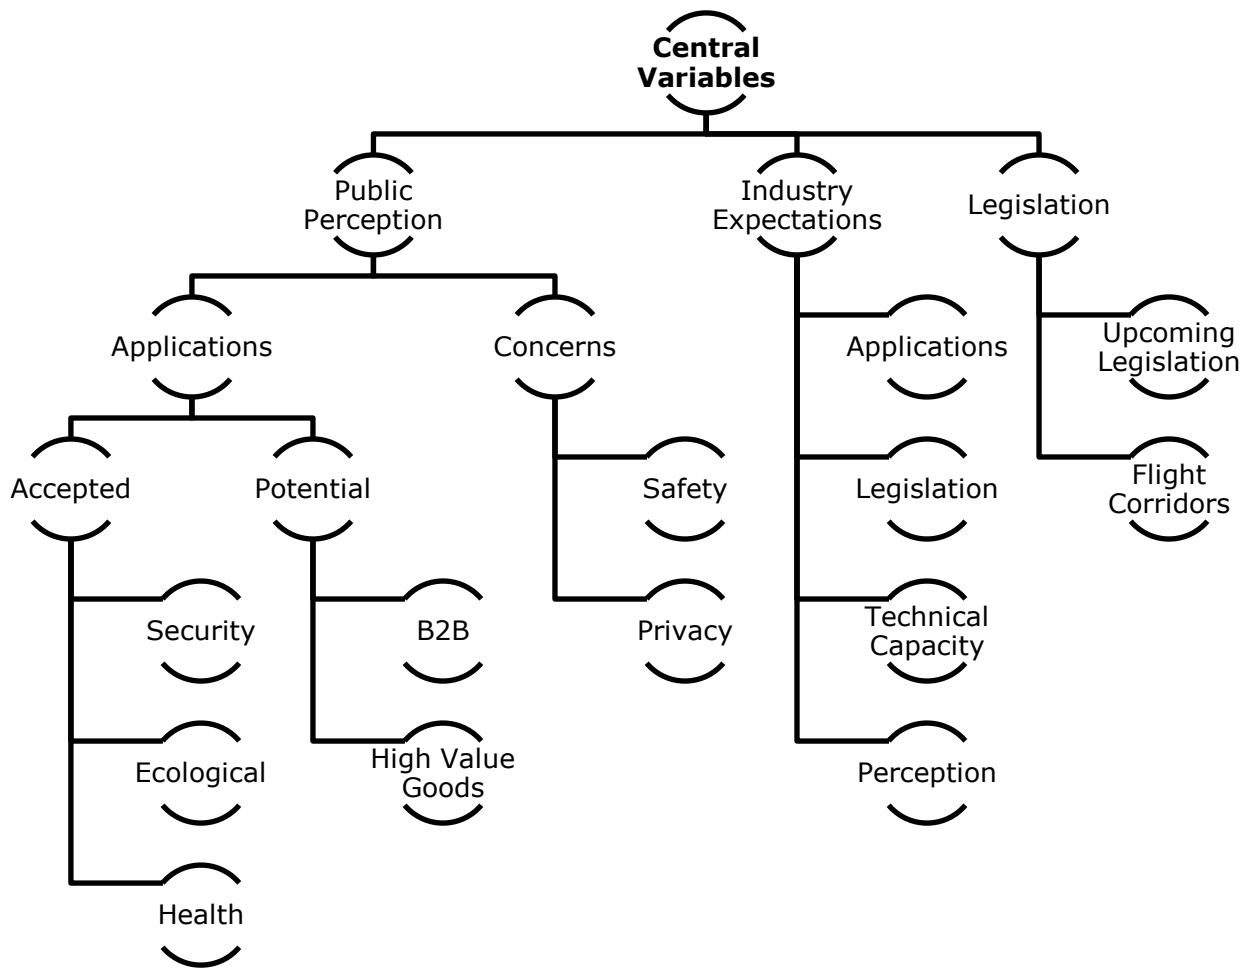 Central
Variables
Public
Perception
Industry
Expectations
Legislation
Applications
Concerns
Applications
Upcoming
Legislation
Accepted
Potential
Safety
Legislation
Flight
Corridors
Security
B2B
Privacy
Technical
Capacity
Ecological
High Value
Goods
Perception
Health